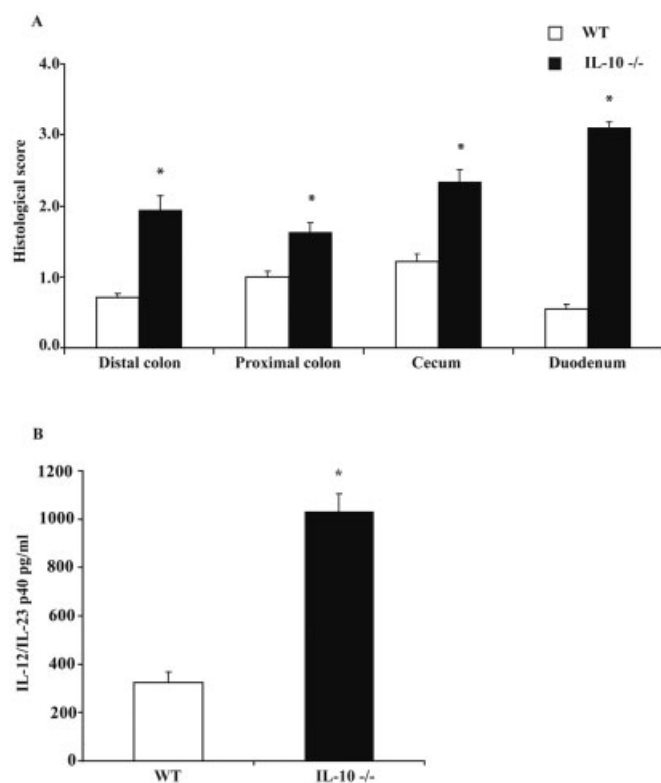 A
WT
IL-10 -/-
4.0
3.0
2.0
1.0
0.0
Histological score
*
*
*
*
Distal colon
Proximal colon
Cecum
Duodenum
B
1200
1000
800
600
400
200
0
IL-12/IL-23 p40 pg/ml
*
WT
IL-10 -/-